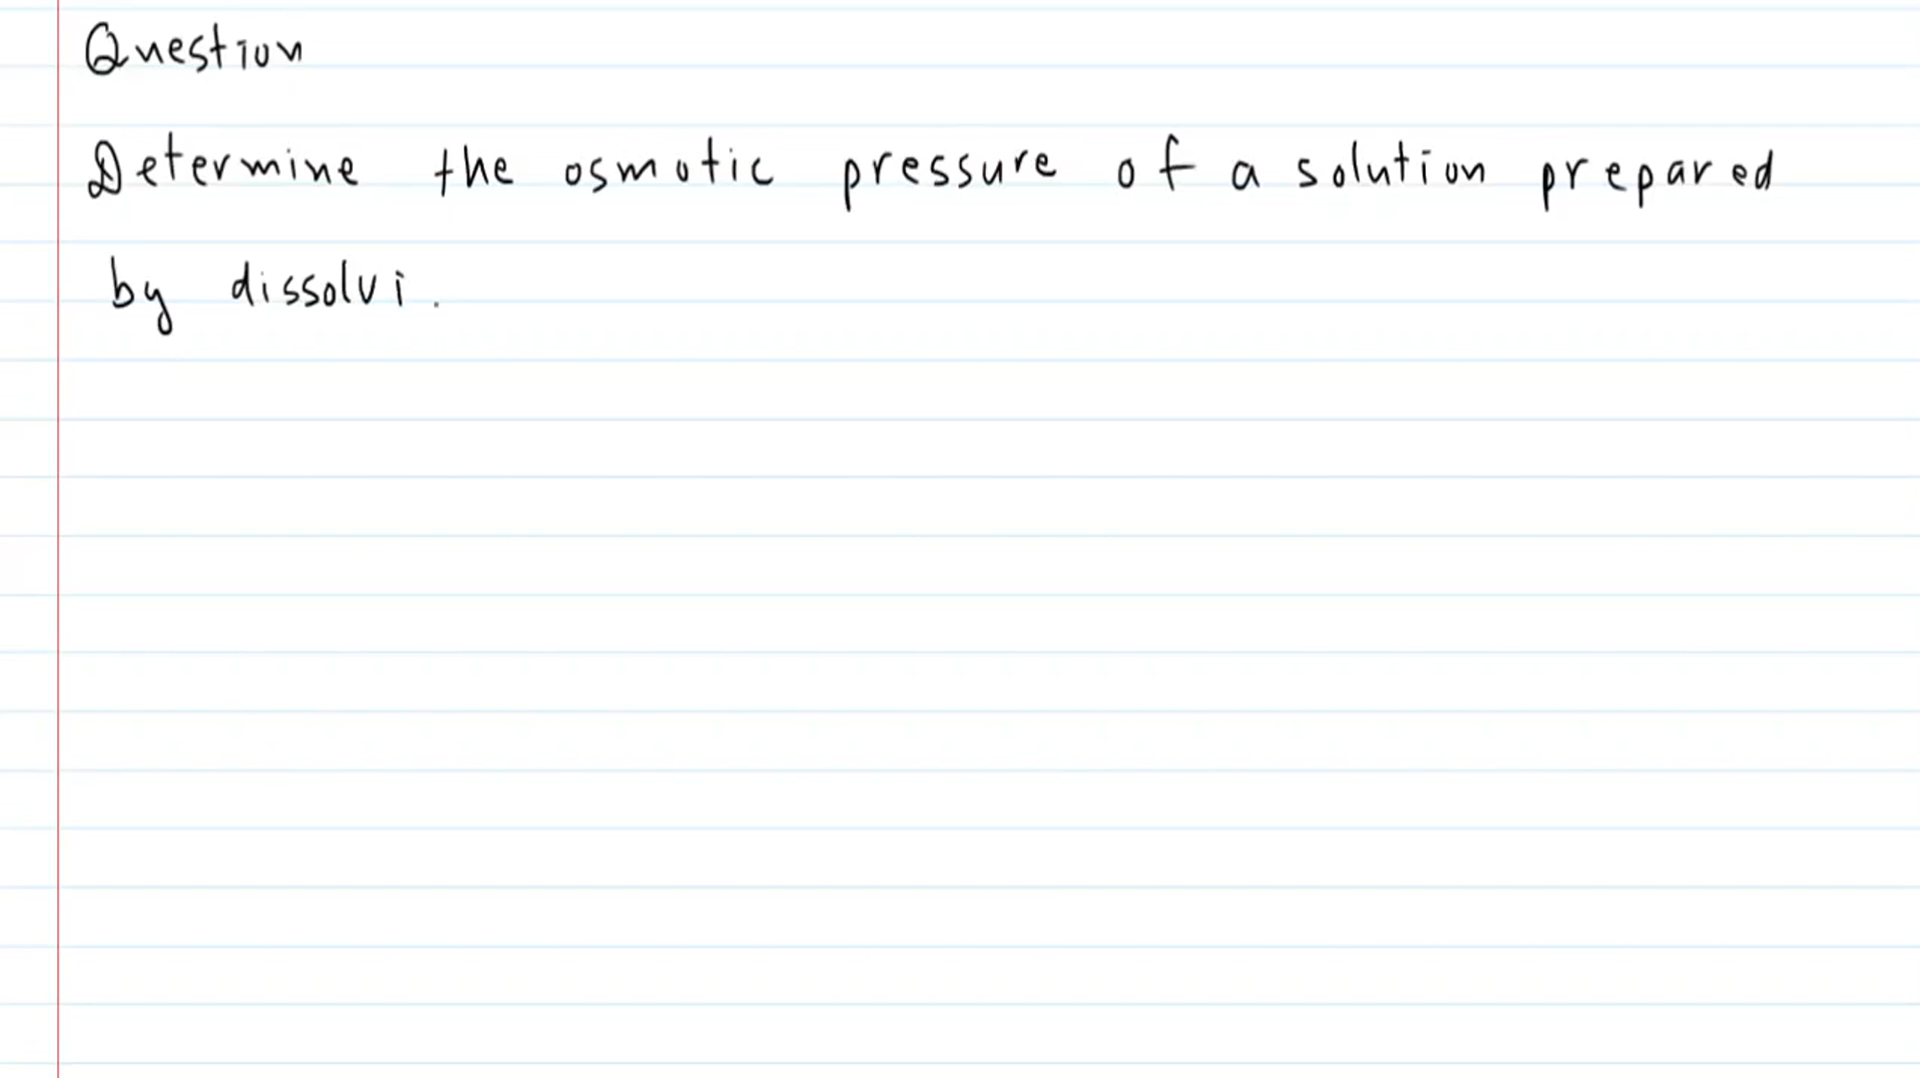 Question
Determine the osmotic pressure of a solution prepared
by dissolvi.